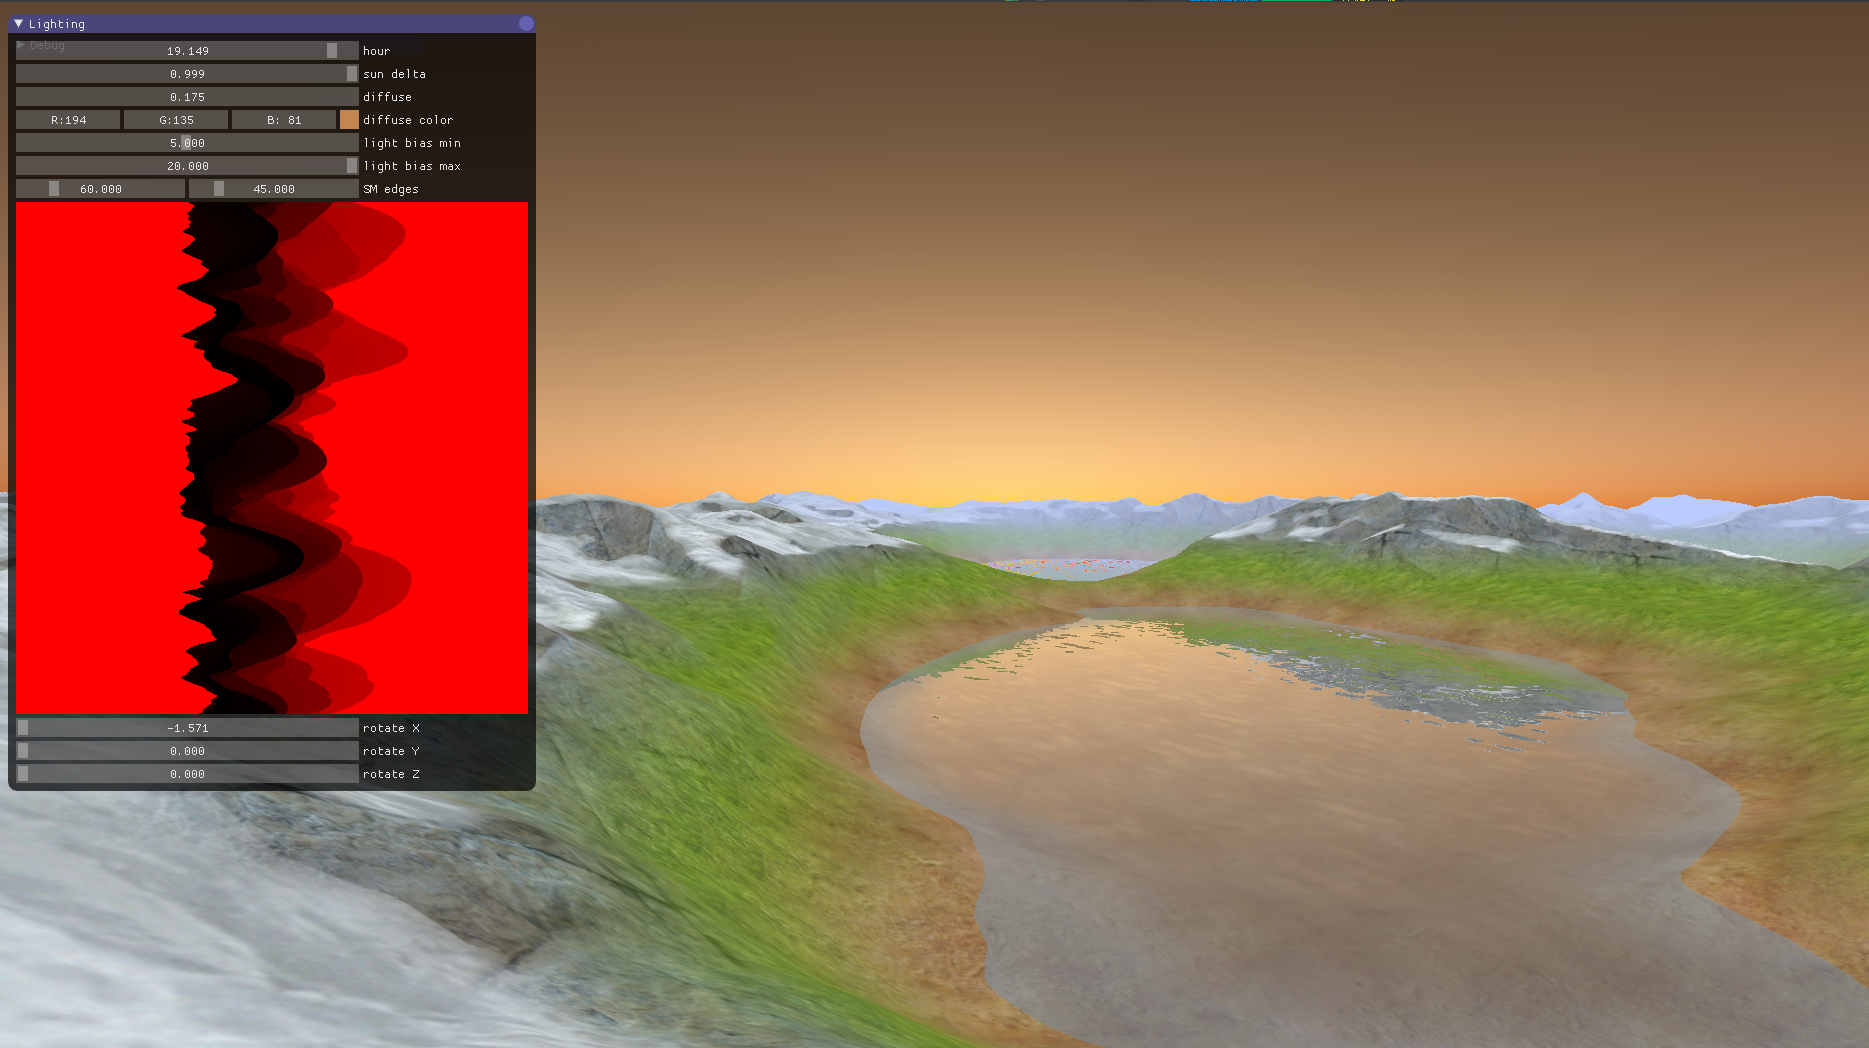 Lighting
Debug
19.149 hour
0.999 sun delta
0.175 diffuse
R:194 G:135 B: 81 diffuse color
5.000 light bias min
20.000 light bias max
60.000 45.000 SM edges
-1.571 rotate X
0.000 rotate Y
0.000 rotate Z